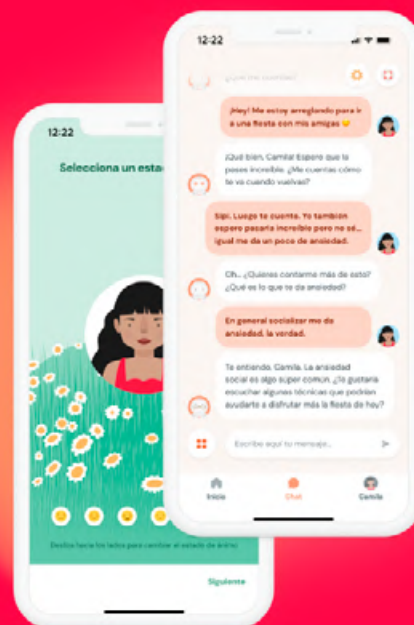 12:22
Selecciona un esta
Desliza hacia los lados para cambiar el estado de ánimo
Siguiente
12:22
¡Hey! Me estoy arreglando para ir
a una fiesta con mis amigas
¡Qué bien, Camila! Espero que lo
pases increíble. ¿Me cuentas cómo
te va cuando vuelvas?
Sipi. Luego te cuento. Yo también
espero pasarla increíble pero no sé...
igual me da un poco de ansiedad.
Oh... ¿Quieres contarme más de esto?
¿Qué es lo que te da ansiedad?
En general socializar me da
ansiedad, la verdad.
Te entiendo, Camila. La ansiedad
social es algo super común. ¿Te gustaría
escuchar algunas técnicas que podrían
ayudarte a disfrutar más la fiesta de hoy?
Escribe aquí tu mensaje...
Inicio
Chat
Camila